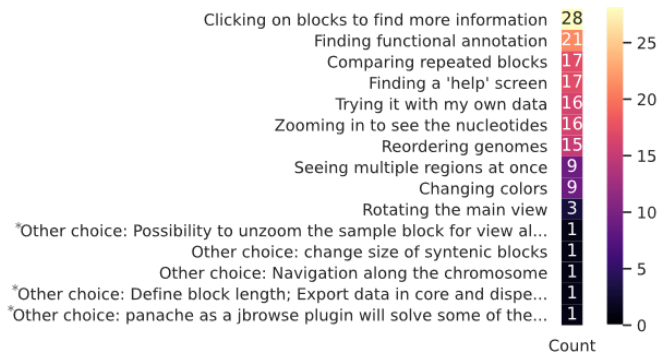 Clicking on blocks to find more information 28
Finding functional annotation 21
Comparing repeated blocks 17
Finding a 'help' screen 17
Trying it with my own data 16
Zooming in to see the nucleotides 16
Reordering genomes 15
Seeing multiple regions at once 9
Changing colors 9
Rotating the main view 3
*Other choice: Possibility to unzoom the sample block for view al... 1
Other choice: change size of syntenic blocks 1
Other choice: Navigation along the chromosome 1
*Other choice: Define block length; Export data in core and dispe... 1
*Other choice: panache as a jbrowse plugin will solve some of the... 1
Count
25
20
15
10
5
0